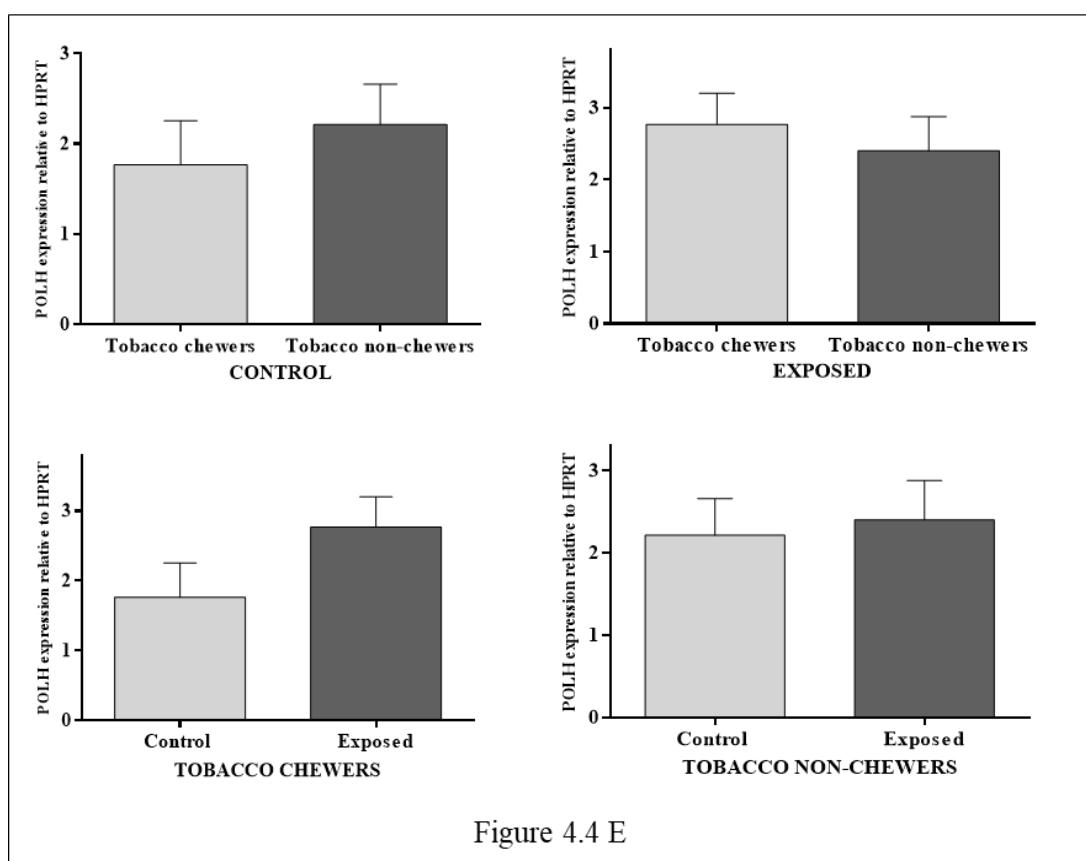 POLH expression relative to HPRT
3
2
1
0
Tobacco chewers Tobacco non-chewers
CONTROL
POLH expression relative to HPRT
3
2
1
0
Tobacco chewers Tobacco non-chewers
EXPOSED
POLH expression relative to HPRT
3
2
1
0
Control Exposed
TOBACCO CHEWERS
POLH expression relative to HPRT
3
2
1
0
Control Exposed
TOBACCO NON-CHEWERS
Figure 4.4 E